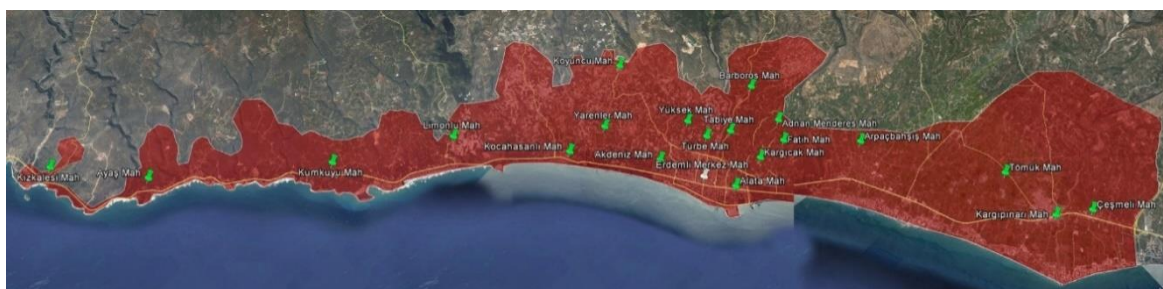 Koyuncu Mah
Barboros Mah
Yüksek Mah
Yarenler Mah
Tabiye Mah
Adnan Menderes Mah
Limonlu Mah
Türbe Mah
Fatih Mah
Arpaçbahşiş Mah
Kocahasanlı Mah
Akdeniz Mah
Kargıcak Mah
Erdemli Merkez Mah
Kızkalesi Mah
Ayaş Mah
Kumkuyu Mah
Tömük Mah
Alata Mah
Kargıpınarı Mah
Çeşmeli Mah